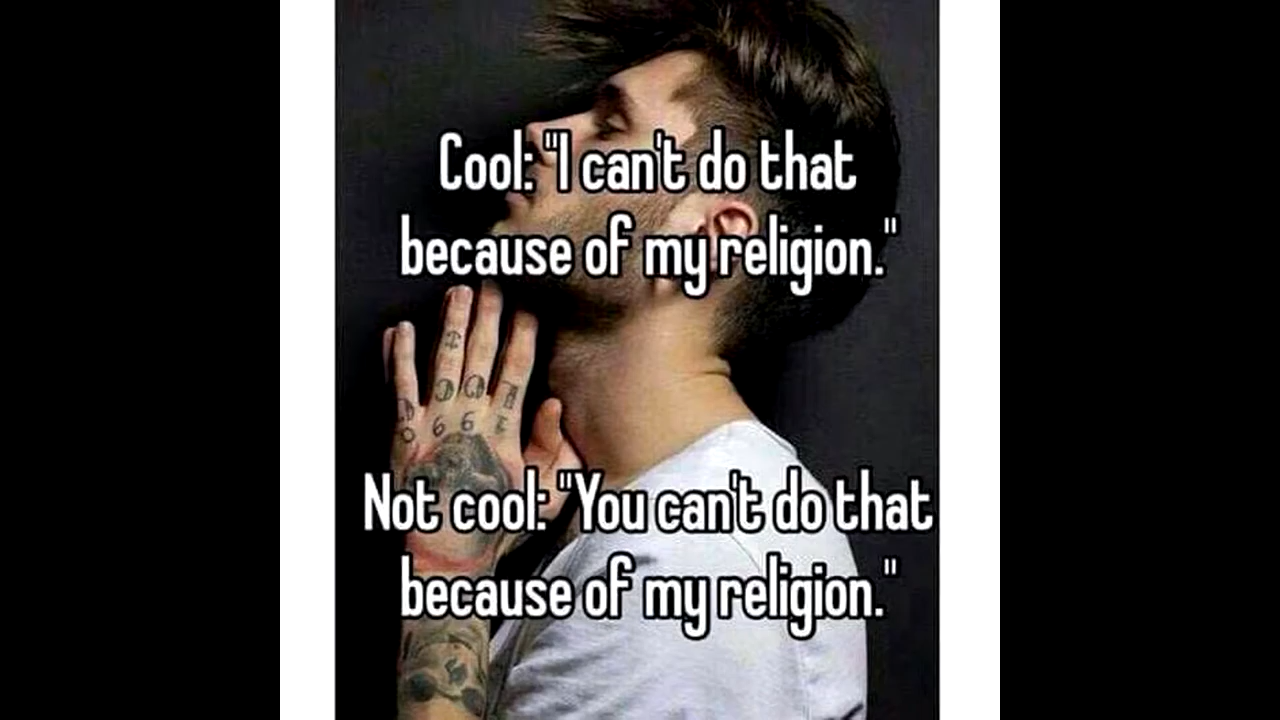 Cool: "I can't do that
because of my religion."
Not cool: "You can't do that
because of my religion."